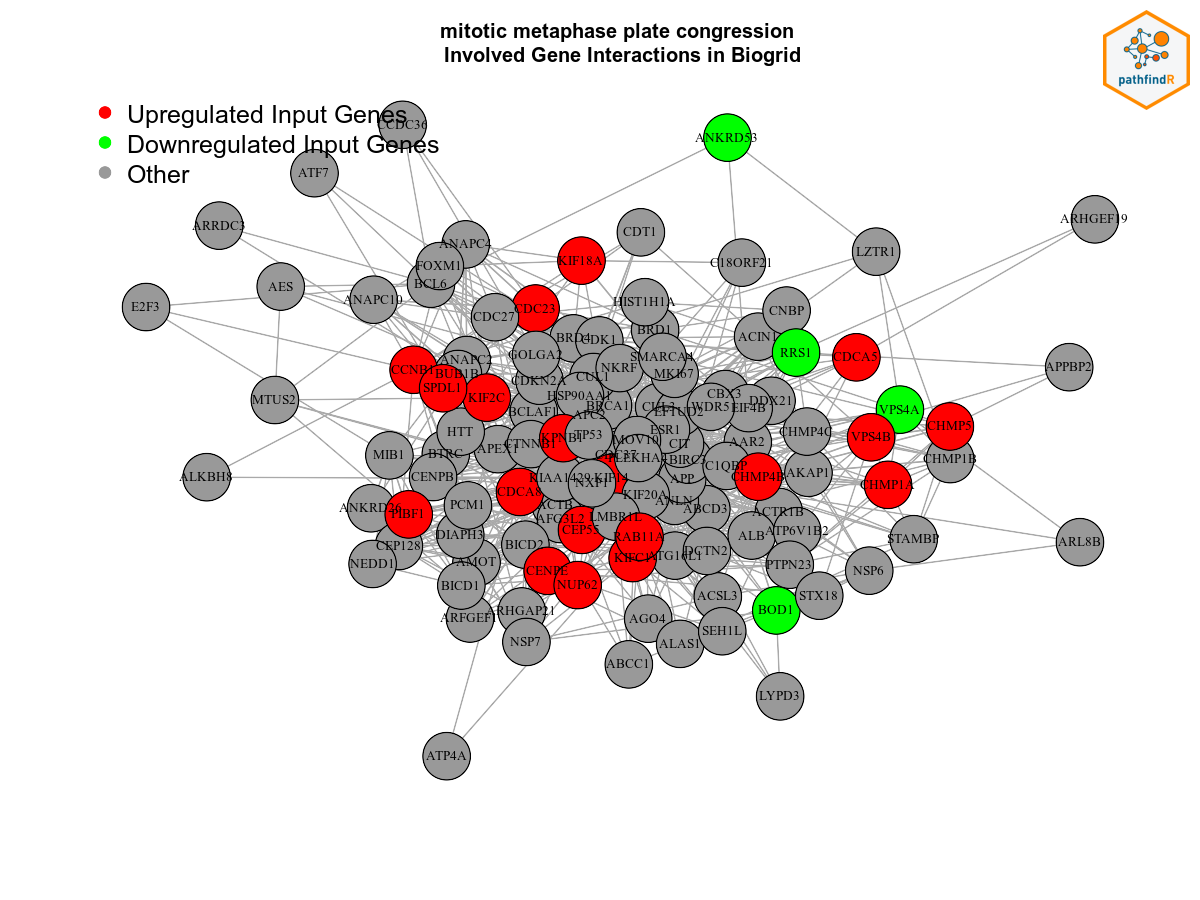 mitotic metaphase plate congression
Involved Gene Interactions in Biogrid
pathfindR
Upregulated Input Genes
Downregulated Input Genes
Other
CCDC36
ANKRD53
ATF7
ARRDC3
ARHGEF19
CDT1
ANAPC4
LZTR1
KIF18A
C18ORF21
FOXM1
BCL6
AES
ANAPC10
HIST1H1A
E2F3
CDC23
CNBP
CDC27
BRD1
BRD4
CDK1
ACIN1
GOLGA2
RRS1
SMARCA4
CDCA5
ANAPC2
NKRF
APPBP2
CCNB1
BUB1B
MKI67
CUL1
CDKN2A
SPDL1
HSP90AA1
CBX3
KIF2C
MTUS2
DDX21
BRCA1
CUL3
WDR5
EIF4B
VPS4A
BCLAF1
EFTUD2
CHMP5
HTT
ESR1
CHMP4C
TP53
KPNB1
VPS4B
MOV10
CIT
AAR2
CTNNB1
APEX1
BTRC
MIB1
CDC37
BIRC3
CHMP1B
C1QBP
AKAP1
ALKBH8
CENPB
KIAA1429
KIF14
APP
CHMP4B
NXF1
CHMP1A
CDCA8
KIF20A
ANLN
PCM1
ACTB
ANKRD26
PIBF1
ABCD3
ACTR1B
AFG3L2
LMBR1L
CEP55
ATP6V1B2
DIAPH3
RAB11A
ALB
STAMBP
ARL8B
CEP128
BICD2
DCTN2
KIFC1
NEDD1
AMOT
PTPN23
CENPE
NSP6
NUP62
BICD1
ACSL3
STX18
ARHGAP21
BOD1
ARFGEF1
AGO4
SEH1L
NSP7
ALAS1
ABCC1
LYPD3
ATP4A